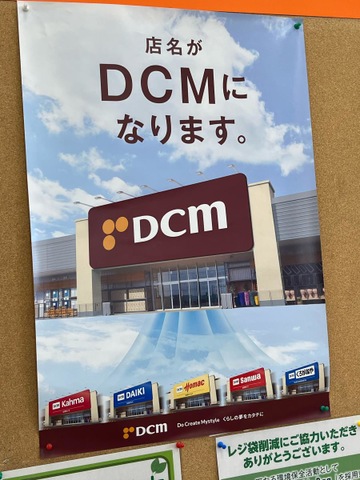 店名が
DCMに
なります。
DCM
Kahma
DAIKI
Homac
Sanwa
くろがねや
DCM Do Create Mystyle くらしの夢をカタチに
レジ袋削減にご協力いただき
ありがとうございます。